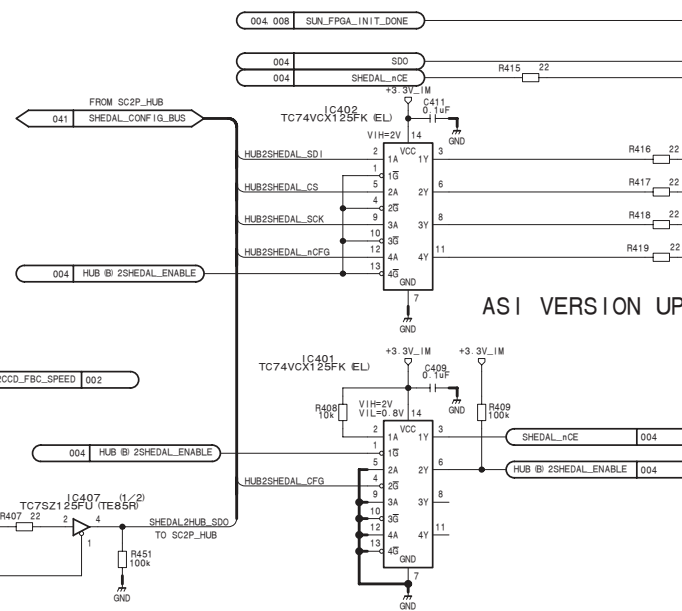 004, 008 SUN_FPGA_INIT_DONE
004 SDO
004 SHEDAL_nCE
R415 22
+3.3V_IM
FROM SC2P_HUB
041 SHEDAL_CONFIG_BUS
IC402
TC74VCX125FK (EL)
C411
0.1uF
GND
VIH=2V 14
VCC
HUB2SHEDAL_SDI 2 1A 1Y 3 R416 22
1 1G
HUB2SHEDAL_CS 5 2A 2Y 6 R417 22
4 2G
HUB2SHEDAL_SCK 9 3A 3Y 8 R418 22
10 3G
HUB2SHEDAL_nCFG 12 4A 4Y 11 R419 22
004 HUB (B) 2SHEDAL_ENABLE 13 4G
GND
7
GND
ASI VERSION UP
IC401
TC74VCX125FK (EL)
+3.3V_IM
+3.3V_IM
C409
0.1uF
GND
R408
10k
VIH=2V
VIL=0.8V 14
VCC
R409
100k
2 1A 1Y 3 SHEDAL_nCE 004
004 HUB (B) 2SHEDAL_ENABLE 1 1G
5 2A 2Y 6 HUB (B) 2SHEDAL_ENABLE 004
HUB2SHEDAL_CFG 4 2G
9 3A 3Y 8
10 3G
12 4A 4Y 11
13 4G
GND
7
GND
CCD_FBC_SPEED 002
IC407 (1/2)
TC7SZ125FU (TE85R)
R407 22 2 4 SHEDAL2HUB_SDO
TO SC2P_HUB
1
R451
100k
GND